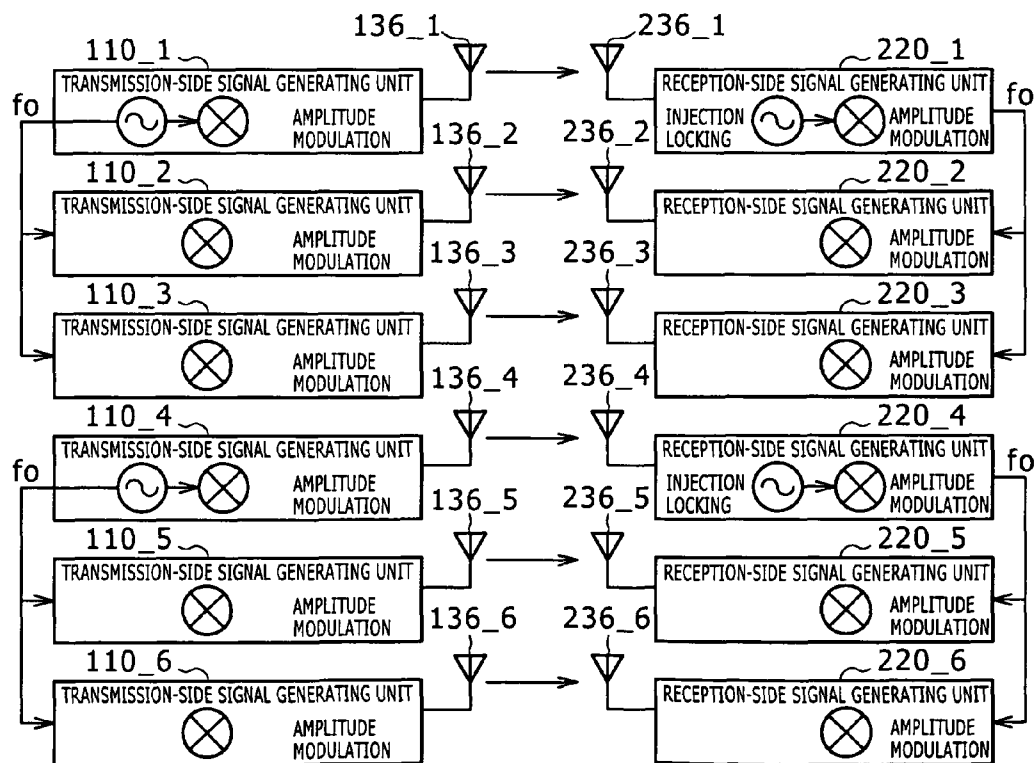 136_1 236_1
110_1 220_1
TRANSMISSION-SIDE SIGNAL GENERATING UNIT RECEPTION-SIDE SIGNAL GENERATING UNIT
fo AMPLITUDE MODULATION INJECTION LOCKING AMPLITUDE MODULATION fo
136_2 236_2
110_2 220_2
TRANSMISSION-SIDE SIGNAL GENERATING UNIT RECEPTION-SIDE SIGNAL GENERATING UNIT
AMPLITUDE MODULATION AMPLITUDE MODULATION
136_3 236_3
110_3 220_3
TRANSMISSION-SIDE SIGNAL GENERATING UNIT RECEPTION-SIDE SIGNAL GENERATING UNIT
AMPLITUDE MODULATION AMPLITUDE MODULATION
136_4 236_4
110_4 220_4
TRANSMISSION-SIDE SIGNAL GENERATING UNIT RECEPTION-SIDE SIGNAL GENERATING UNIT
fo AMPLITUDE MODULATION INJECTION LOCKING AMPLITUDE MODULATION fo
136_5 236_5
110_5 220_5
TRANSMISSION-SIDE SIGNAL GENERATING UNIT RECEPTION-SIDE SIGNAL GENERATING UNIT
AMPLITUDE MODULATION AMPLITUDE MODULATION
136_6 236_6
110_6 220_6
TRANSMISSION-SIDE SIGNAL GENERATING UNIT RECEPTION-SIDE SIGNAL GENERATING UNIT
AMPLITUDE MODULATION AMPLITUDE MODULATION